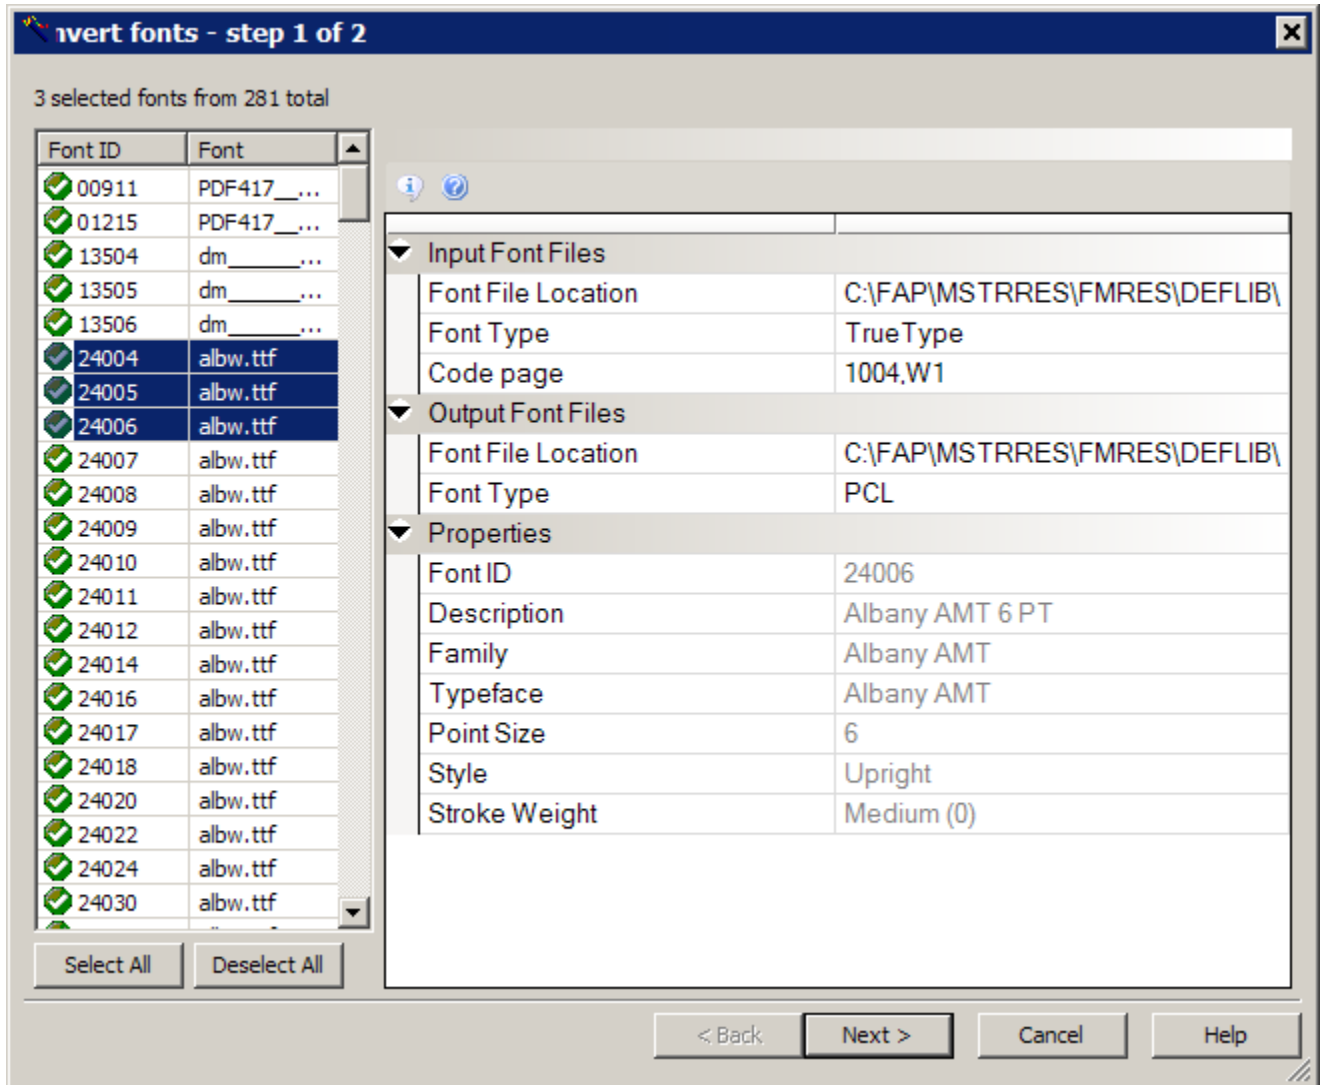 nvert fonts - step 1 of 2
3 selected fonts from 281 total
Font ID Font
00911 PDF417__...
01215 PDF417__...
13504 dm______...
13505 dm______...
13506 dm______...
24004 albw.ttf
24005 albw.ttf
24006 albw.ttf
24007 albw.ttf
24008 albw.ttf
24009 albw.ttf
24010 albw.ttf
24011 albw.ttf
24012 albw.ttf
24014 albw.ttf
24016 albw.ttf
24017 albw.ttf
24018 albw.ttf
24020 albw.ttf
24022 albw.ttf
24024 albw.ttf
24030 albw.ttf
Select All Deselect All
Input Font Files
Font File Location C:\FAP\MSTRRES\FMRES\DEFLIB\
Font Type TrueType
Code page 1004,W1
Output Font Files
Font File Location C:\FAP\MSTRRES\FMRES\DEFLIB\
Font Type PCL
Properties
Font ID 24006
Description Albany AMT 6 PT
Family Albany AMT
Typeface Albany AMT
Point Size 6
Style Upright
Stroke Weight Medium (0)
< Back Next > Cancel Help